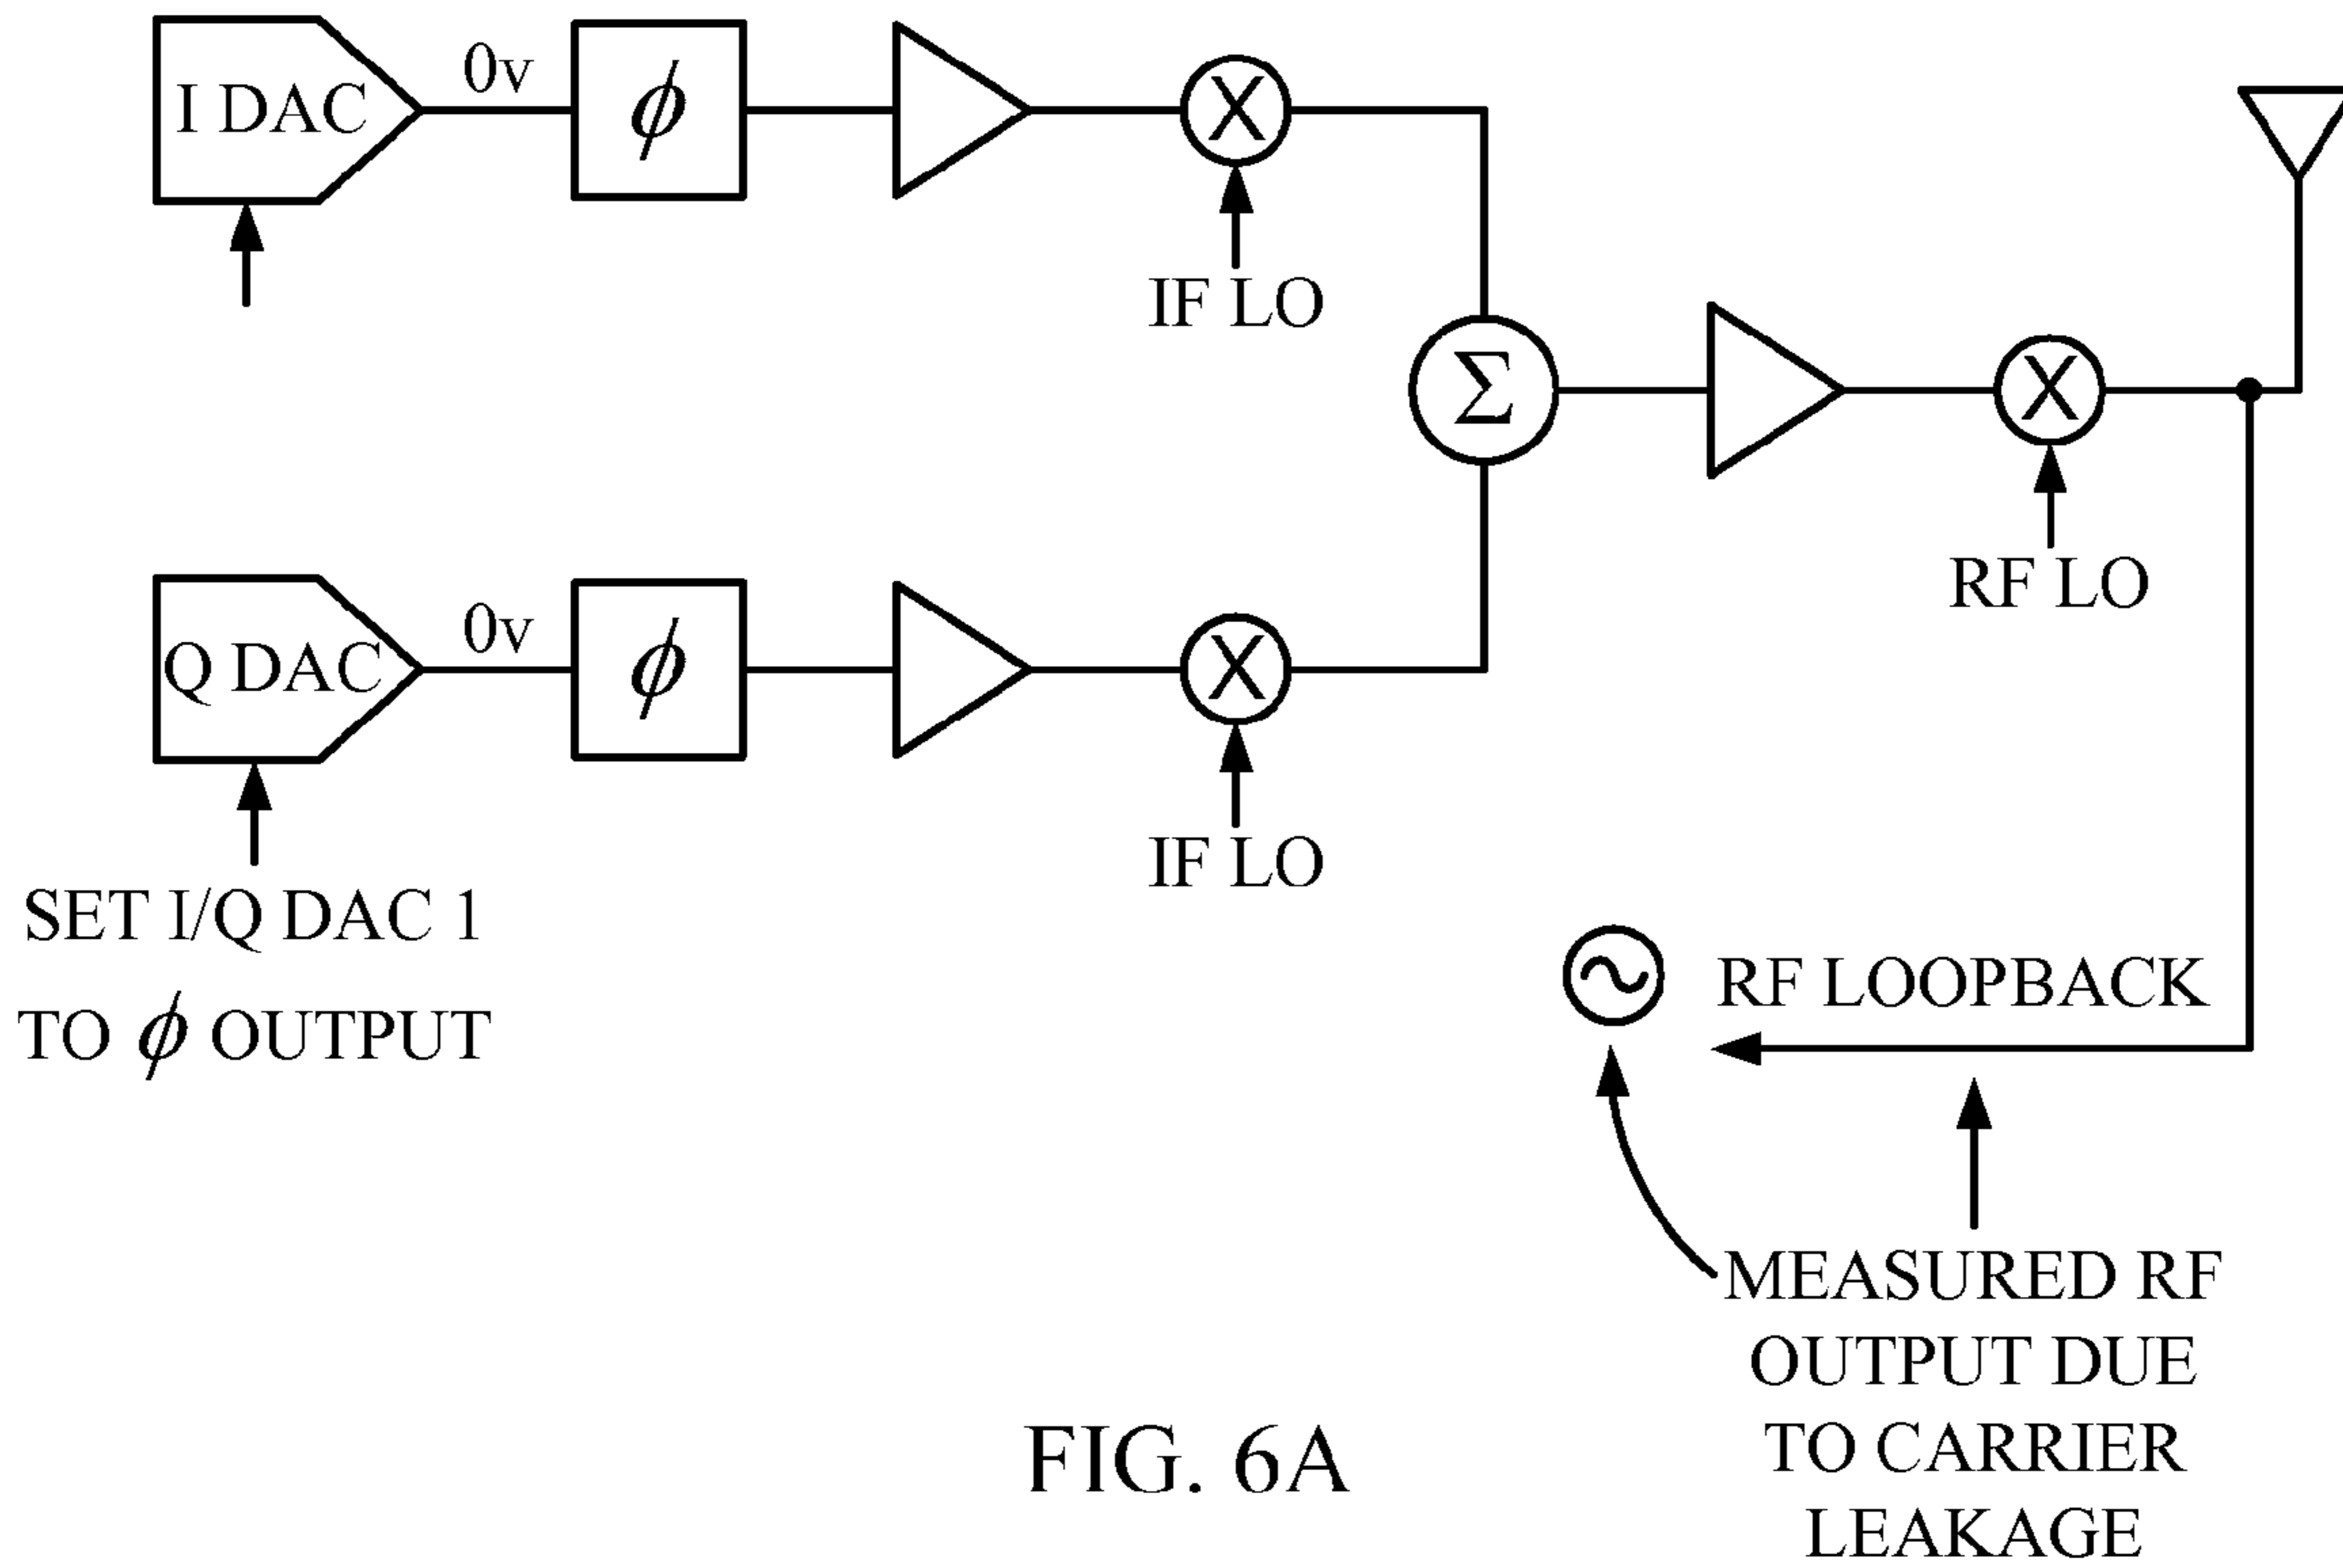 I DAC
0v
ϕ
X
IF LO
Σ
X
RF LO
Q DAC
0v
ϕ
X
IF LO
SET I/Q DAC 1
TO ϕ OUTPUT
RF LOOPBACK
MEASURED RF
OUTPUT DUE
TO CARRIER
LEAKAGE
FIG. 6A